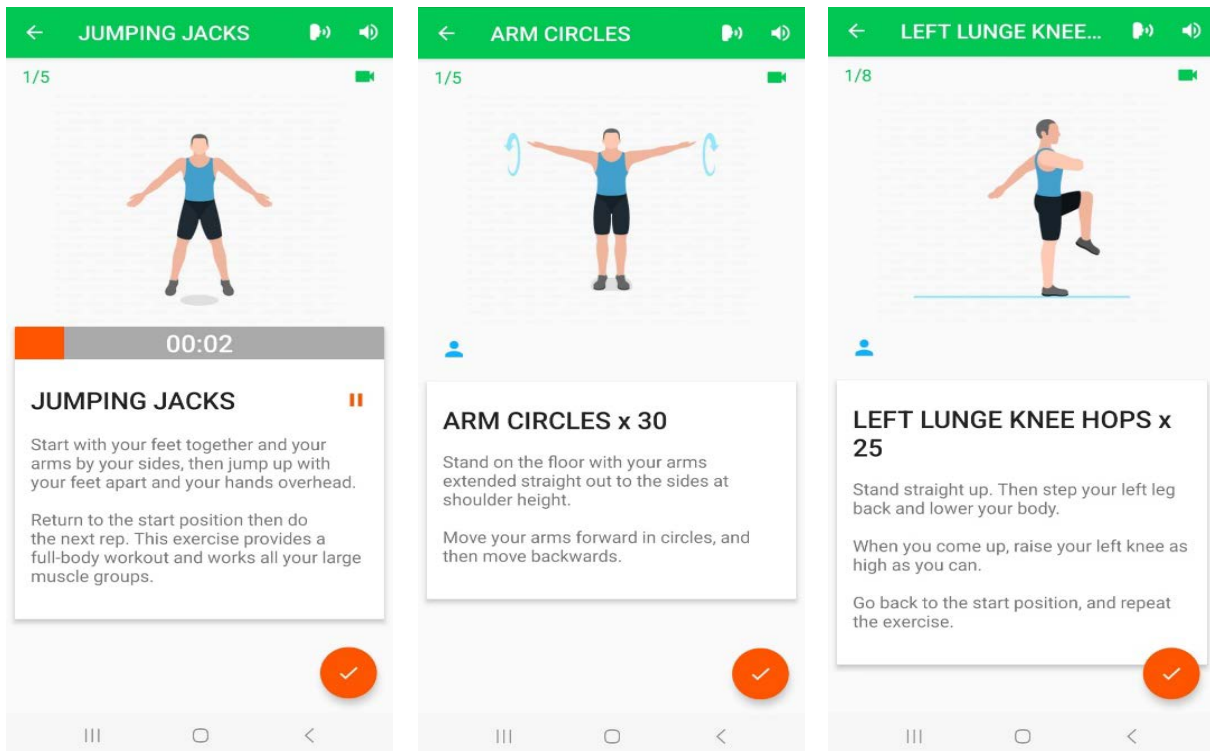 JUMPING JACKS
1/5
00:02
JUMPING JACKS
Start with your feet together and your
arms by your sides, then jump up with
your feet apart and your hands overhead.
Return to the start position then do
the next rep. This exercise provides a
full-body workout and works all your large
muscle groups.
ARM CIRCLES
1/5
ARM CIRCLES x 30
Stand on the floor with your arms
extended straight out to the sides at
shoulder height.
Move your arms forward in circles, and
then move backwards.
LEFT LUNGE KNEE...
1/8
LEFT LUNGE KNEE HOPS x
25
Stand straight up. Then step your left leg
back and lower your body.
When you come up, raise your left knee as
high as you can.
Go back to the start position, and repeat
the exercise.